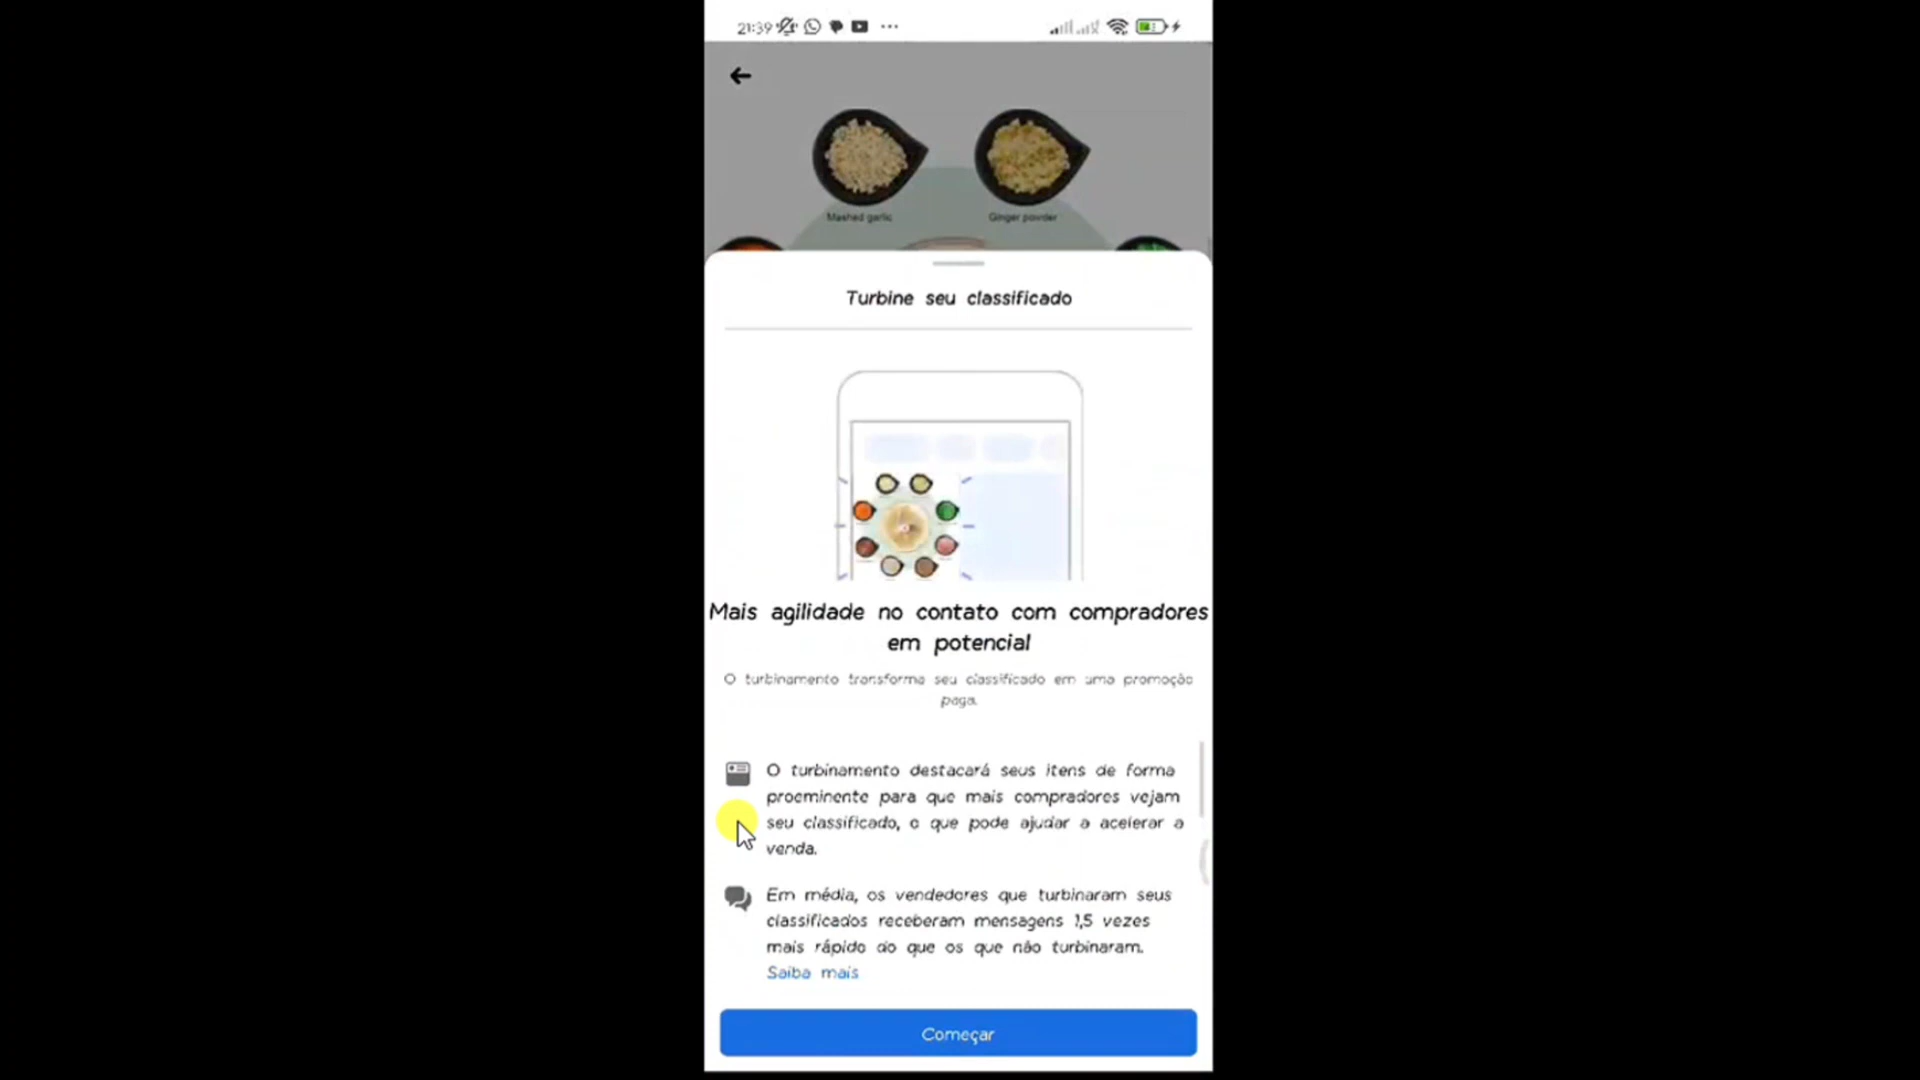 21:39
Mashed garlic
Ginger powder
Turbine seu classificado
Mais agilidade no contato com compradores
em potencial
O turbinamento transforma seu classificado em uma promoção
paga.
O turbinamento destacará seus itens de forma
proeminente para que mais compradores vejam
seu classificado, o que pode ajudar a acelerar a
venda.
Em média, os vendedores que turbinaram seus
classificados receberam mensagens 1,5 vezes
mais rápido do que os que não turbinaram.
Saiba mais
Começar